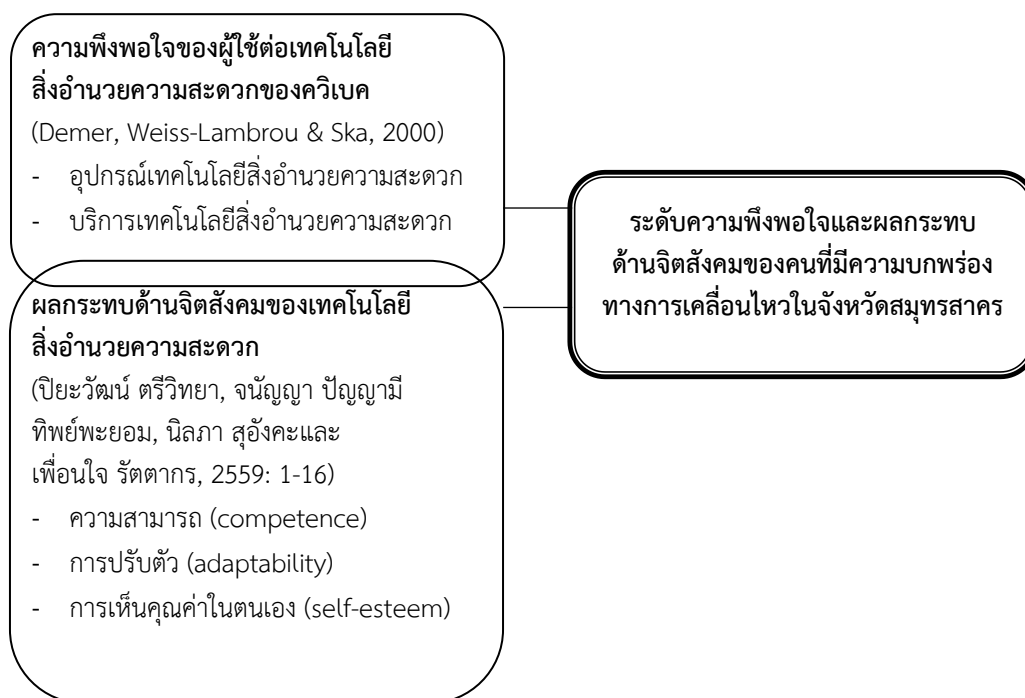 ความพึงพอใจของผู้ใช้ต่อเทคโนโลยี
สิ่งอำนวยความสะดวกของควิเบค
(Demer, Weiss-Lambrou & Ska, 2000)
- อุปกรณ์เทคโนโลยีสิ่งอำนวยความสะดวก
- บริการเทคโนโลยีสิ่งอำนวยความสะดวก
ผลกระทบด้านจิตสังคมของเทคโนโลยี
สิ่งอำนวยความสะดวก
(ปิยะวัฒน์ ตรีวิทยา, จนัญญา ปัญญามี
ทิพย์พะยอม, นิลภา สุอังคะและ
เพื่อนใจ รัตตากร, 2559: 1-16)
- ความสามารถ (competence)
- การปรับตัว (adaptability)
- การเห็นคุณค่าในตนเอง (self-esteem)
ระดับความพึงพอใจและผลกระทบ
ด้านจิตสังคมของคนที่มีความบกพร่อง
ทางการเคลื่อนไหวในจังหวัดสมุทรสาคร